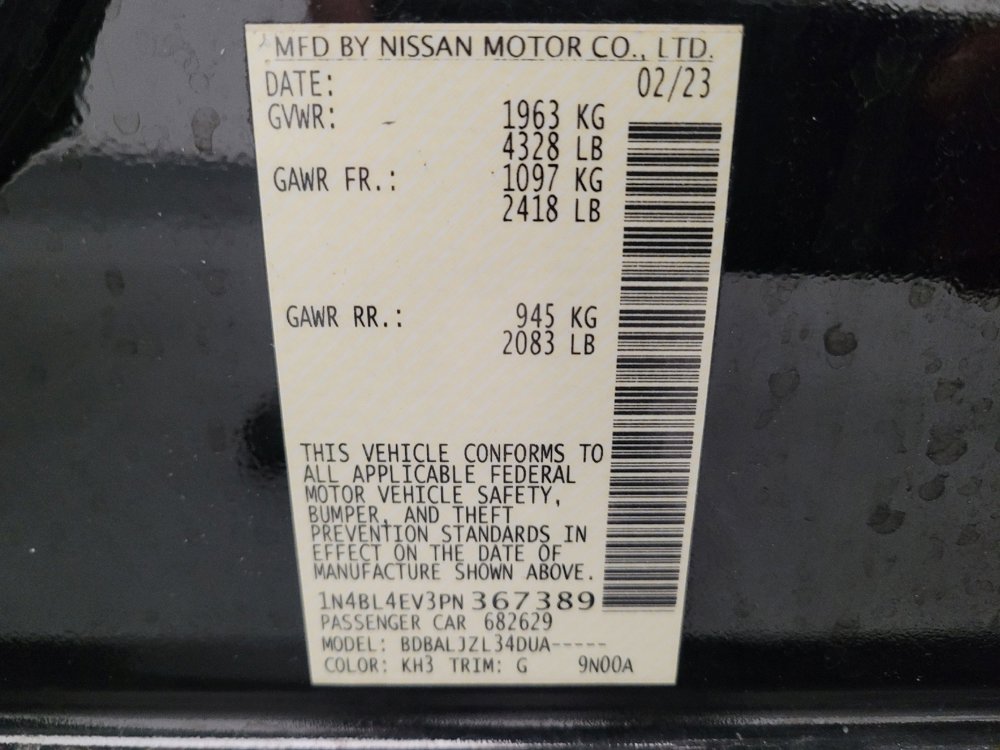 MFD BY NISSAN MOTOR CO., LTD.
DATE: 02/23
GVWR: 1963 KG
4328 LB
GAWR FR.: 1097 KG
2418 LB
GAWR RR.: 945 KG
2083 LB
THIS VEHICLE CONFORMS TO
ALL APPLICABLE FEDERAL
MOTOR VEHICLE SAFETY,
BUMPER, AND THEFT
PREVENTION STANDARDS IN
EFFECT ON THE DATE OF
MANUFACTURE SHOWN ABOVE.
1N4BL4EV3PN367389
PASSENGER CAR 682629
MODEL: BDBALJZL34DUA-----
COLOR: KH3 TRIM: G 9N00A